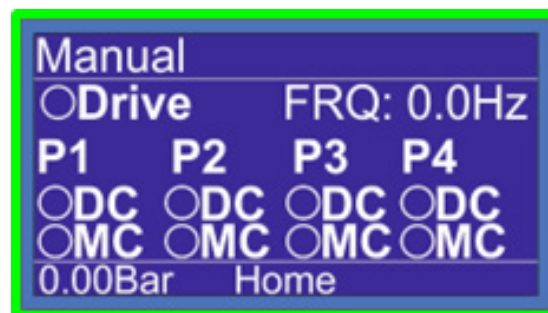 Manual
○Drive FRQ: 0.0Hz
P1 P2 P3 P4
○DC ○DC ○DC ○DC
○MC ○MC ○MC ○MC
0.00Bar Home